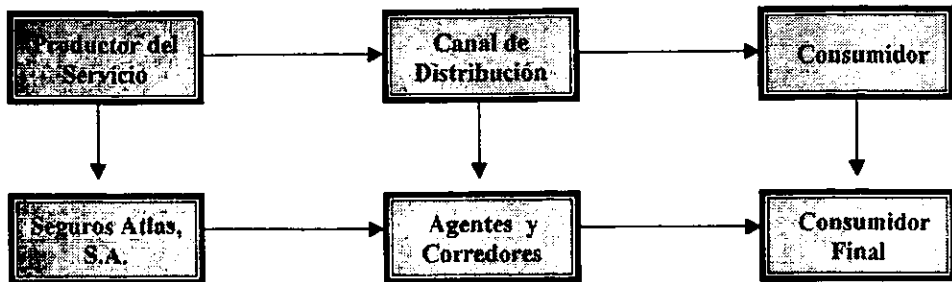 Productor del
Servicio
Canal de
Distribución
Consumidor
Seguros Atlas,
S.A.
Agentes y
Corredores
Consumidor
Final